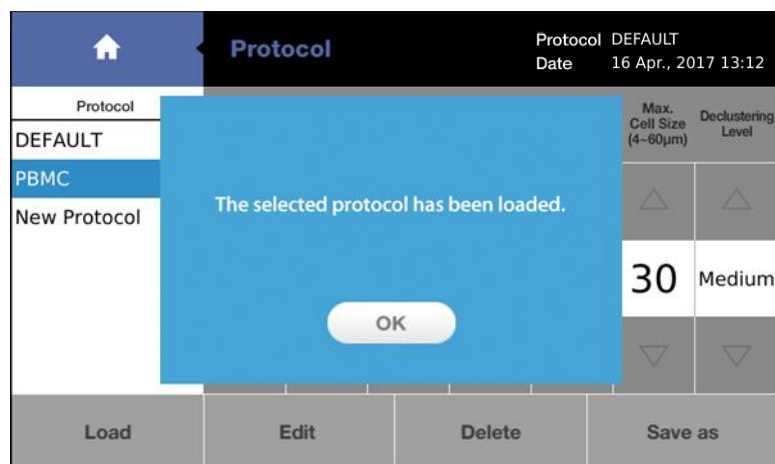 Protocol
Protocol DEFAULT
Date 16 Apr., 2017 13:12
Protocol
DEFAULT
PBMC
New Protocol
Max.
Cell Size
(4~60μm)
Declustering
Level
The selected protocol has been loaded.
30
Medium
OK
Load
Edit
Delete
Save as